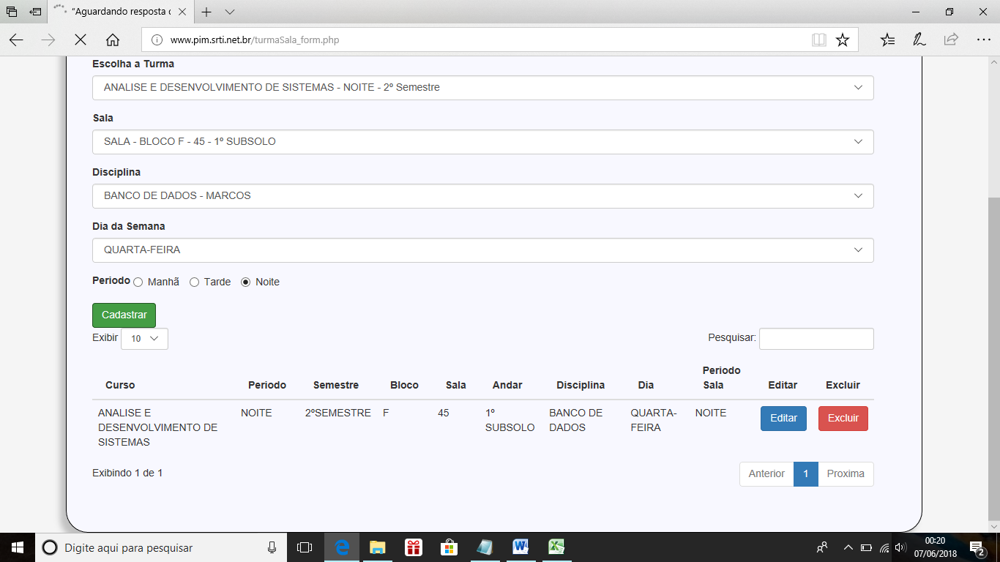 “Aguardando resposta d
www.pim.srti.net.br/turmaSala_form.php
Escolha a Turma
ANALISE E DESENVOLVIMENTO DE SISTEMAS - NOITE - 2º Semestre
Sala
SALA - BLOCO F - 45 - 1º SUBSOLO
Disciplina
BANCO DE DADOS - MARCOS
Dia da Semana
QUARTA-FEIRA
Periodo Manhã Tarde Noite
Cadastrar
Exibir 10 Pesquisar:
Curso Periodo Semestre Bloco Sala Andar Disciplina Dia Periodo Sala Editar Excluir
ANALISE E DESENVOLVIMENTO DE SISTEMAS NOITE 2ºSEMESTRE F 45 1º SUBSOLO BANCO DE DADOS QUARTA-FEIRA NOITE Editar Excluir
Exibindo 1 de 1 Anterior 1 Proxima
Digite aqui para pesquisar
00:20
07/06/2018
2